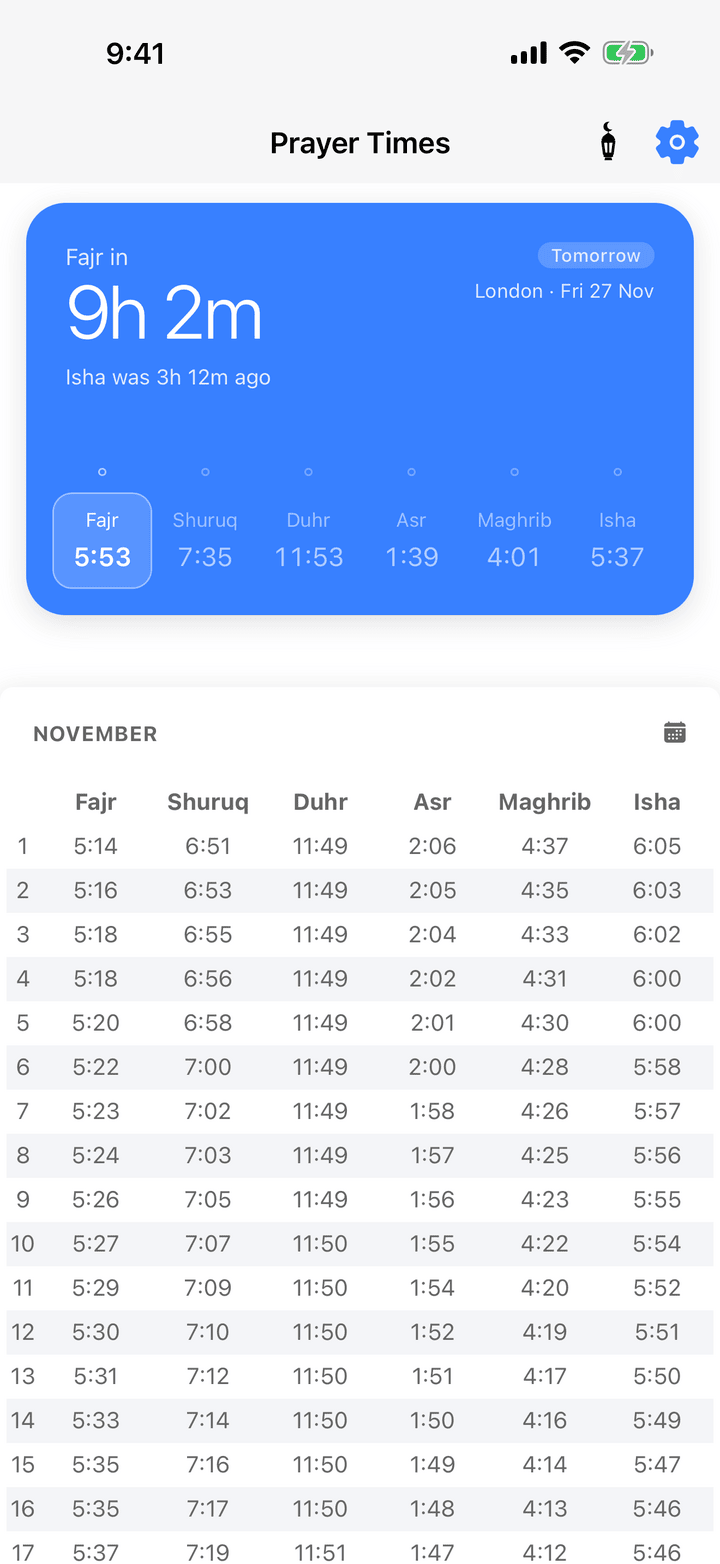 9:41
Prayer Times
Fajr in
9h 2m
Isha was 3h 12m ago
Tomorrow
London · Fri 27 Nov
Fajr Shuruq Duhr Asr Maghrib Isha
5:53 7:35 11:53 1:39 4:01 5:37
NOVEMBER
Fajr Shuruq Duhr Asr Maghrib Isha
1 5:14 6:51 11:49 2:06 4:37 6:05
2 5:16 6:53 11:49 2:05 4:35 6:03
3 5:18 6:55 11:49 2:04 4:33 6:02
4 5:18 6:56 11:49 2:02 4:31 6:00
5 5:20 6:58 11:49 2:01 4:30 6:00
6 5:22 7:00 11:49 2:00 4:28 5:58
7 5:23 7:02 11:49 1:58 4:26 5:57
8 5:24 7:03 11:49 1:57 4:25 5:56
9 5:26 7:05 11:49 1:56 4:23 5:55
10 5:27 7:07 11:50 1:55 4:22 5:54
11 5:29 7:09 11:50 1:54 4:20 5:52
12 5:30 7:10 11:50 1:52 4:19 5:51
13 5:31 7:12 11:50 1:51 4:17 5:50
14 5:33 7:14 11:50 1:50 4:16 5:49
15 5:35 7:16 11:50 1:49 4:14 5:47
16 5:35 7:17 11:50 1:48 4:13 5:46
17 5:37 7:19 11:51 1:47 4:12 5:46